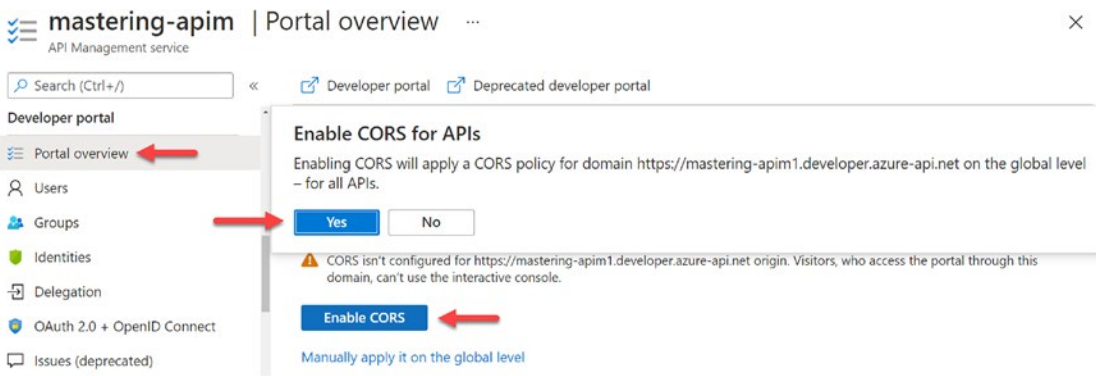 mastering-apim | Portal overview ...
API Management service
Search (Ctrl+/)
«
Developer portal
Deprecated developer portal
Developer portal
Portal overview
Users
Groups
Identities
Delegation
OAuth 2.0 + OpenID Connect
Issues (deprecated)
Enable CORS for APIs
Enabling CORS will apply a CORS policy for domain https://mastering-apim1.developer.azure-api.net on the global level
– for all APIs.
Yes
No
CORS isn't configured for https://mastering-apim1.developer.azure-api.net origin. Visitors, who access the portal through this
domain, can't use the interactive console.
Enable CORS
Manually apply it on the global level